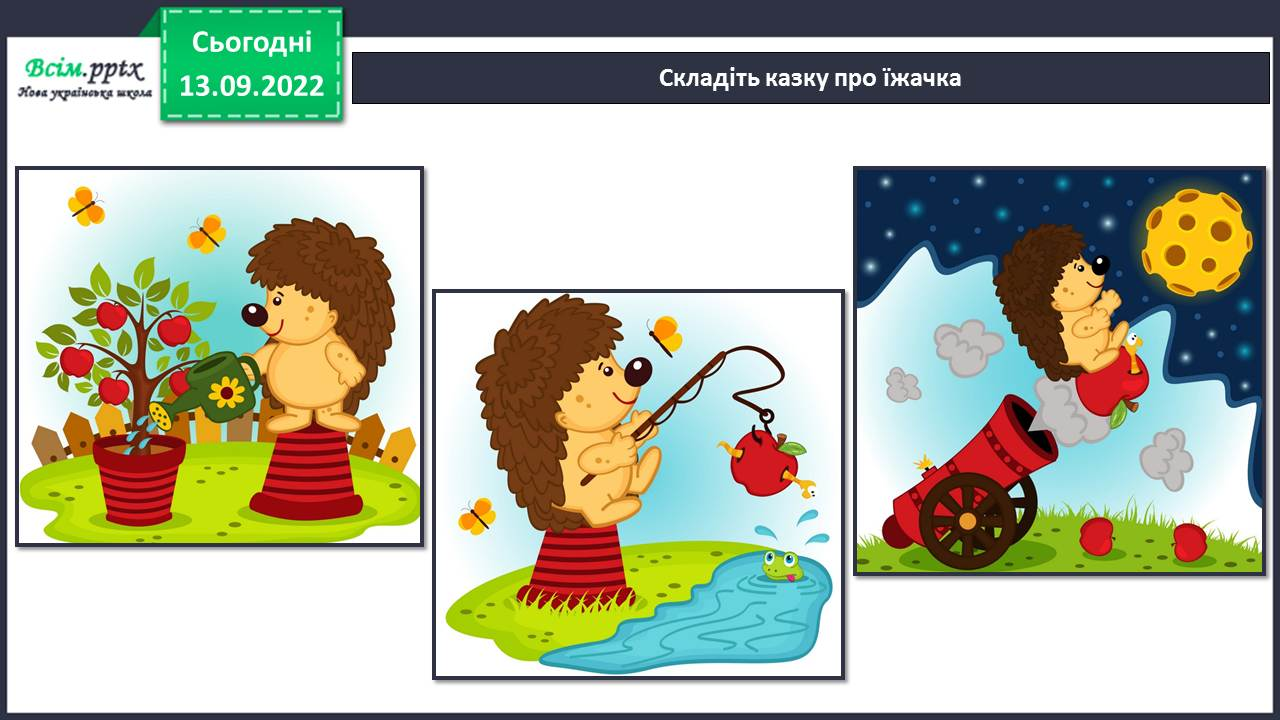 Всім.pptx
Нова українська школа
Сьогодні
13.09.2022
Складіть казку про їжачка